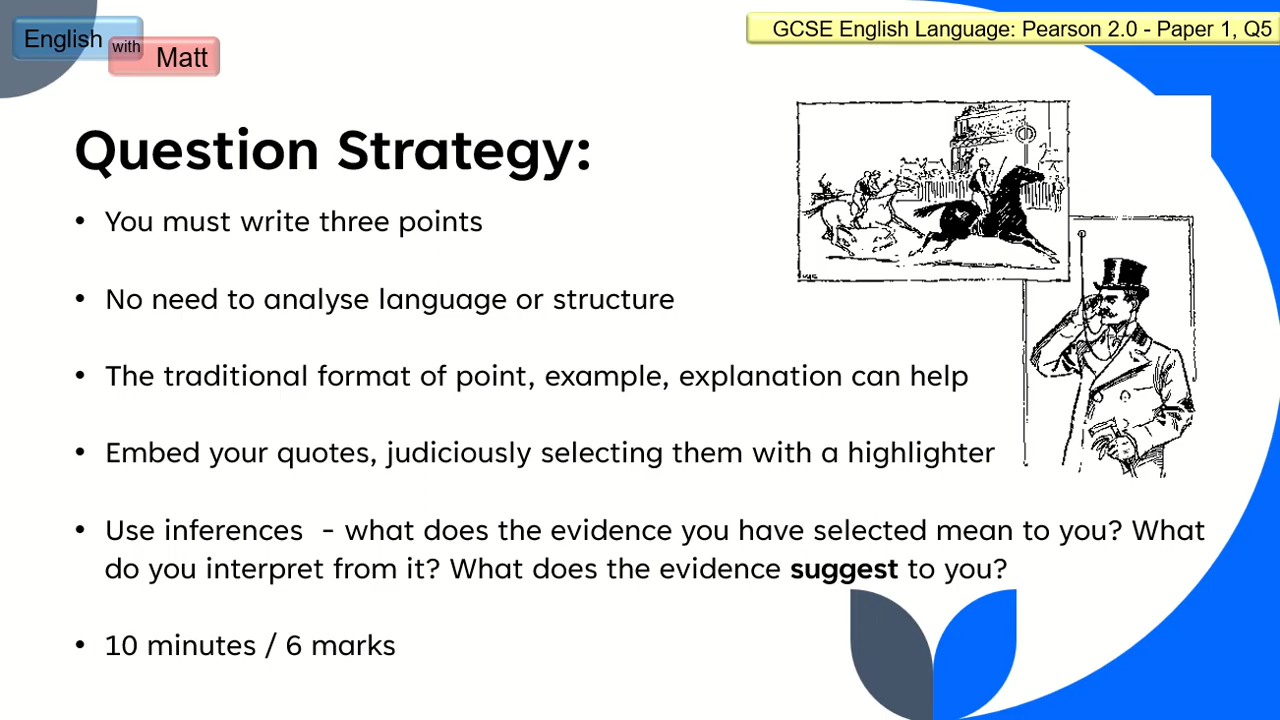 English with Matt
GCSE English Language: Pearson 2.0 - Paper 1, Q5
Question Strategy:
• You must write three points
• No need to analyse language or structure
• The traditional format of point, example, explanation can help
• Embed your quotes, judiciously selecting them with a highlighter
• Use inferences - what does the evidence you have selected mean to you? What
do you interpret from it? What does the evidence suggest to you?
• 10 minutes / 6 marks